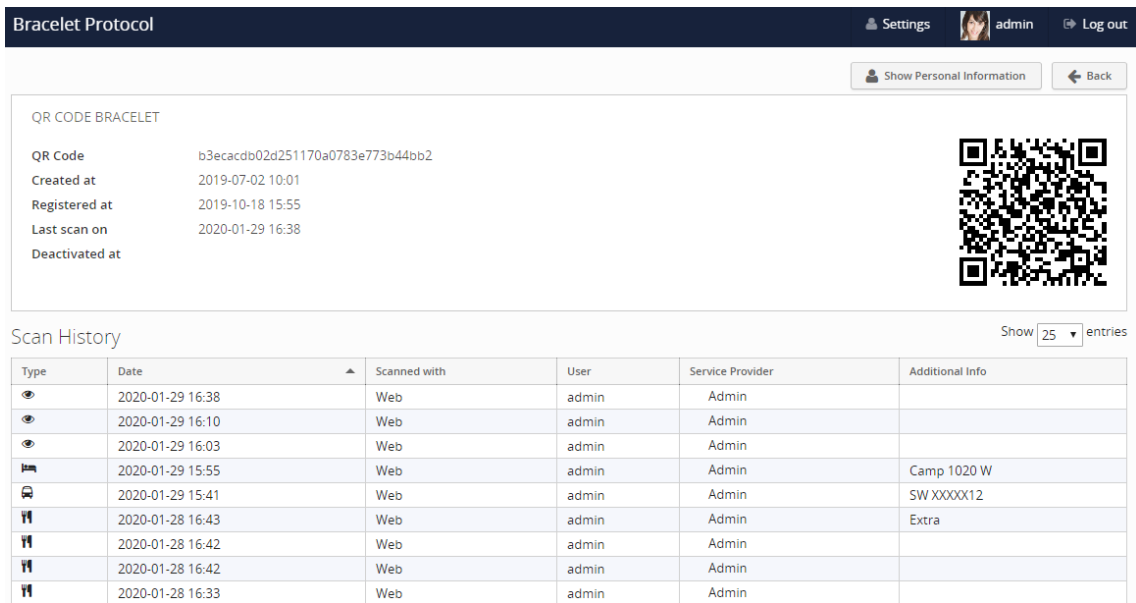 Bracelet Protocol Settings admin Log out
Show Personal Information Back
QR CODE BRACELET
QR Code b3ecacdb02d251170a0783e773b44bb2
Created at 2019-07-02 10:01
Registered at 2019-10-18 15:55
Last scan on 2020-01-29 16:38
Deactivated at
Scan History Show 25 entries
Type Date Scanned with User Service Provider Additional Info
2020-01-29 16:38 Web admin Admin
2020-01-29 16:10 Web admin Admin
2020-01-29 16:03 Web admin Admin
2020-01-29 15:55 Web admin Admin Camp 1020 W
2020-01-29 15:41 Web admin Admin SW XXXXX12
2020-01-28 16:43 Web admin Admin Extra
2020-01-28 16:42 Web admin Admin
2020-01-28 16:42 Web admin Admin
2020-01-28 16:33 Web admin Admin